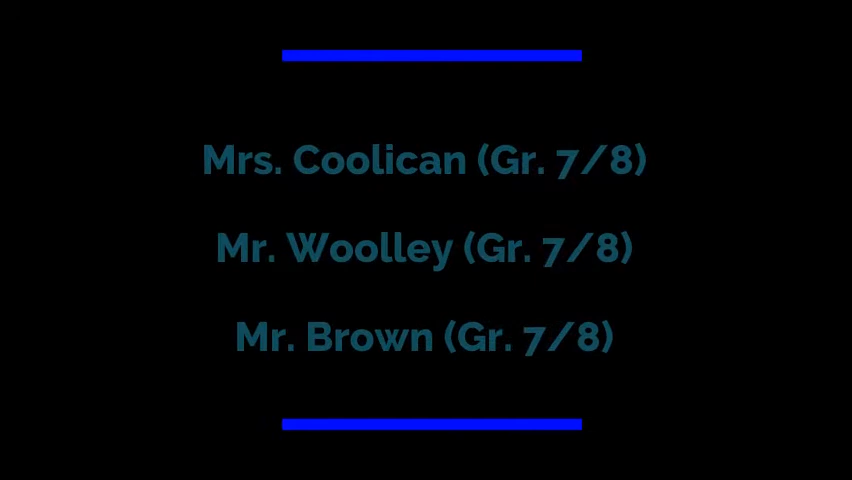 Mrs. Coolican (Gr. 7/8)
Mr. Woolley (Gr. 7/8)
Mr. Brown (Gr. 7/8)